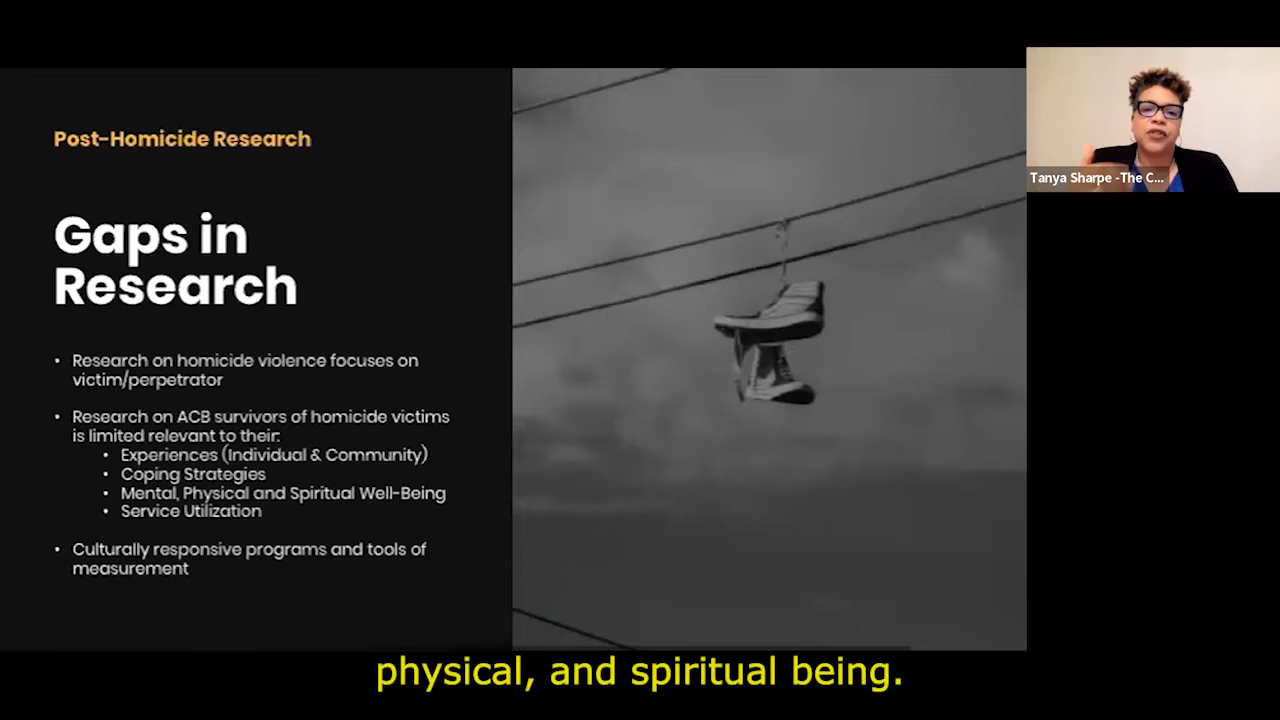 Post-Homicide Research
Gaps in
Research
• Research on homicide violence focuses on
victim/perpetrator
• Research on ACB survivors of homicide victims
is limited relevant to their:
• Experiences (Individual & Community)
• Coping Strategies
• Mental, Physical and Spiritual Well-Being
• Service Utilization
• Culturally responsive programs and tools of
measurement
Tanya Sharpe -The C...
physical, and spiritual being.